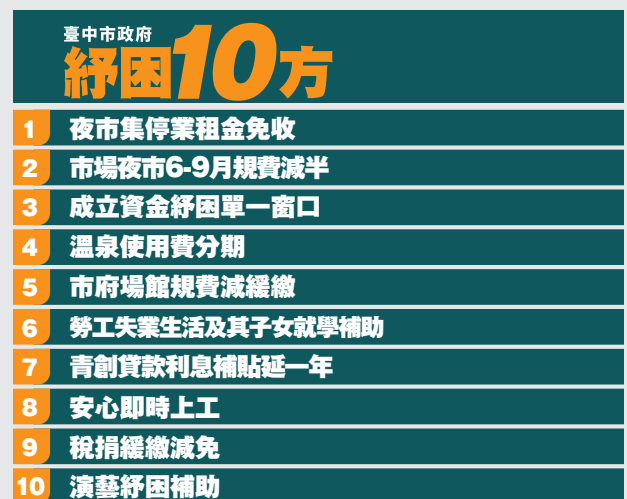 臺中市政府
紓困10方
1 夜市集停業租金免收
2 市場夜市6-9月規費減半
3 成立資金紓困單一窗口
4 溫泉使用費分期
5 市府場館規費減緩繳
6 勞工失業生活及其子女就學補助
7 青創貸款利息補貼延一年
8 安心即時上工
9 稅捐緩繳減免
10 演藝紓困補助